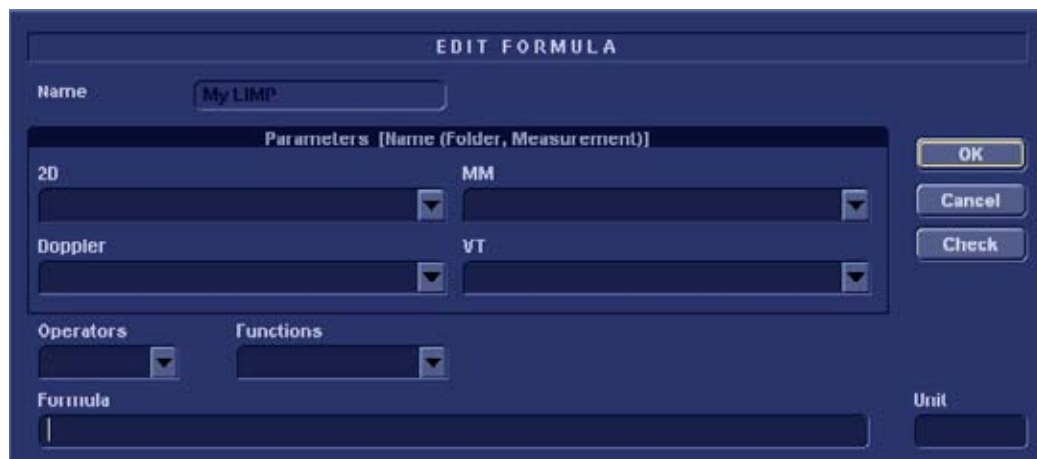 EDIT FORMULA
Name My LIMP
Parameters [Name (Folder, Measurement)]
OK
2D MM
Cancel
Doppler VT
Check
Operators Functions
Formula Unit